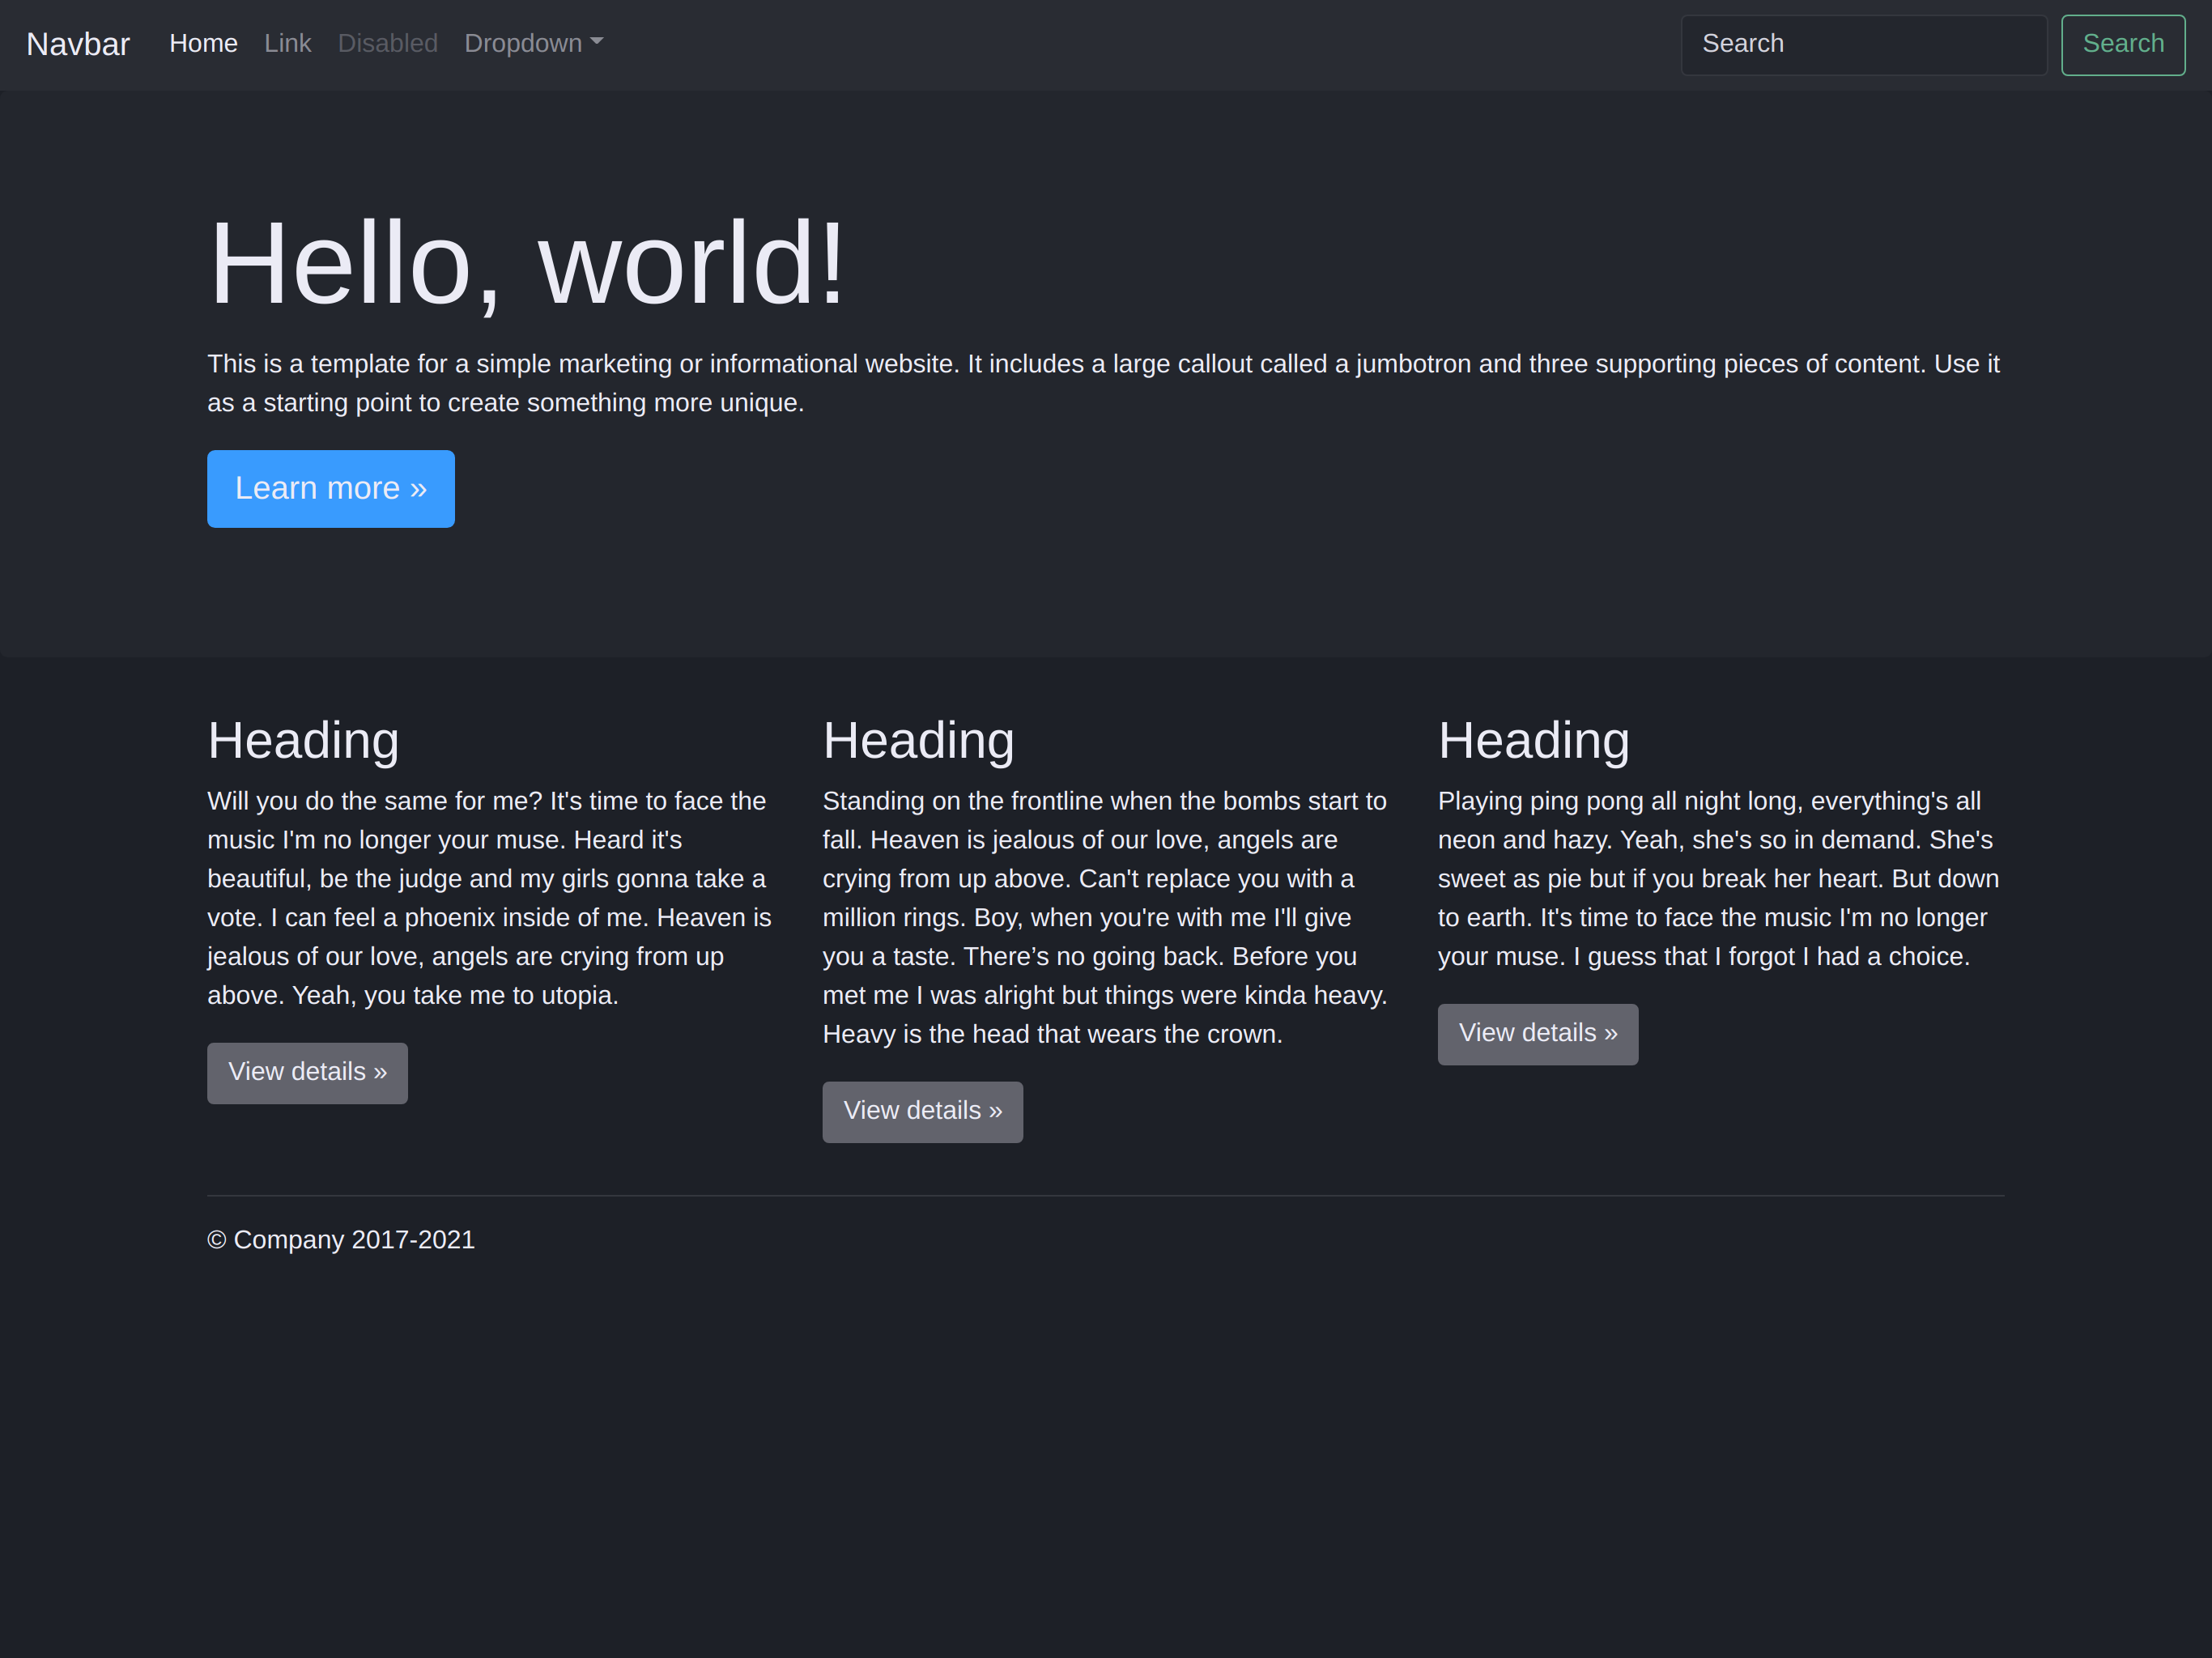 Navbar Home Link Disabled Dropdown Search Search
Hello, world!
This is a template for a simple marketing or informational website. It includes a large callout called a jumbotron and three supporting pieces of content. Use it
as a starting point to create something more unique.
Learn more »
Heading
Will you do the same for me? It's time to face the
music I'm no longer your muse. Heard it's
beautiful, be the judge and my girls gonna take a
vote. I can feel a phoenix inside of me. Heaven is
jealous of our love, angels are crying from up
above. Yeah, you take me to utopia.
View details »
Heading
Standing on the frontline when the bombs start to
fall. Heaven is jealous of our love, angels are
crying from up above. Can't replace you with a
million rings. Boy, when you're with me I'll give
you a taste. There’s no going back. Before you
met me I was alright but things were kinda heavy.
Heavy is the head that wears the crown.
View details »
Heading
Playing ping pong all night long, everything's all
neon and hazy. Yeah, she's so in demand. She's
sweet as pie but if you break her heart. But down
to earth. It's time to face the music I'm no longer
your muse. I guess that I forgot I had a choice.
View details »
© Company 2017-2021